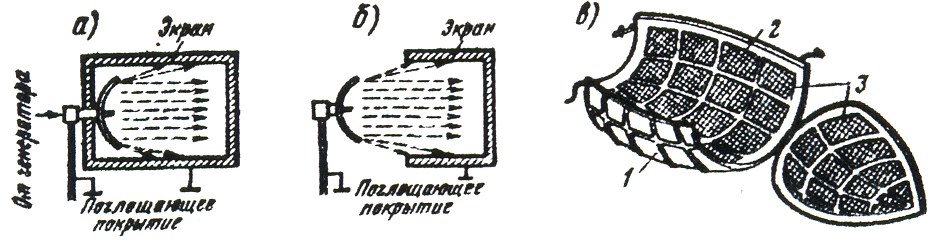 а)
Экран
От генератора
Поглощающее
покрытие
б)
Экран
Поглощающее
покрытие
в)
2
3
1